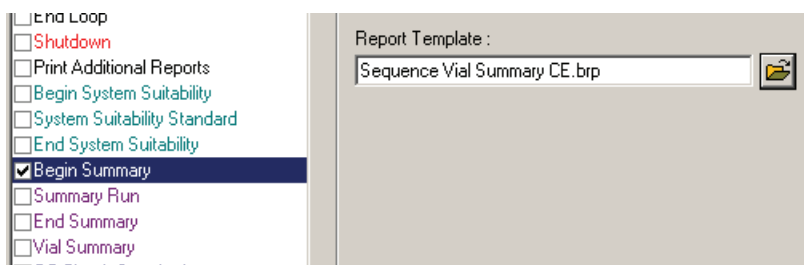 End Loop
Shutdown
Print Additional Reports
Begin System Suitability
System Suitability Standard
End System Suitability
Begin Summary
Summary Run
End Summary
Vial Summary
Report Template :
Sequence Vial Summary CE.brp